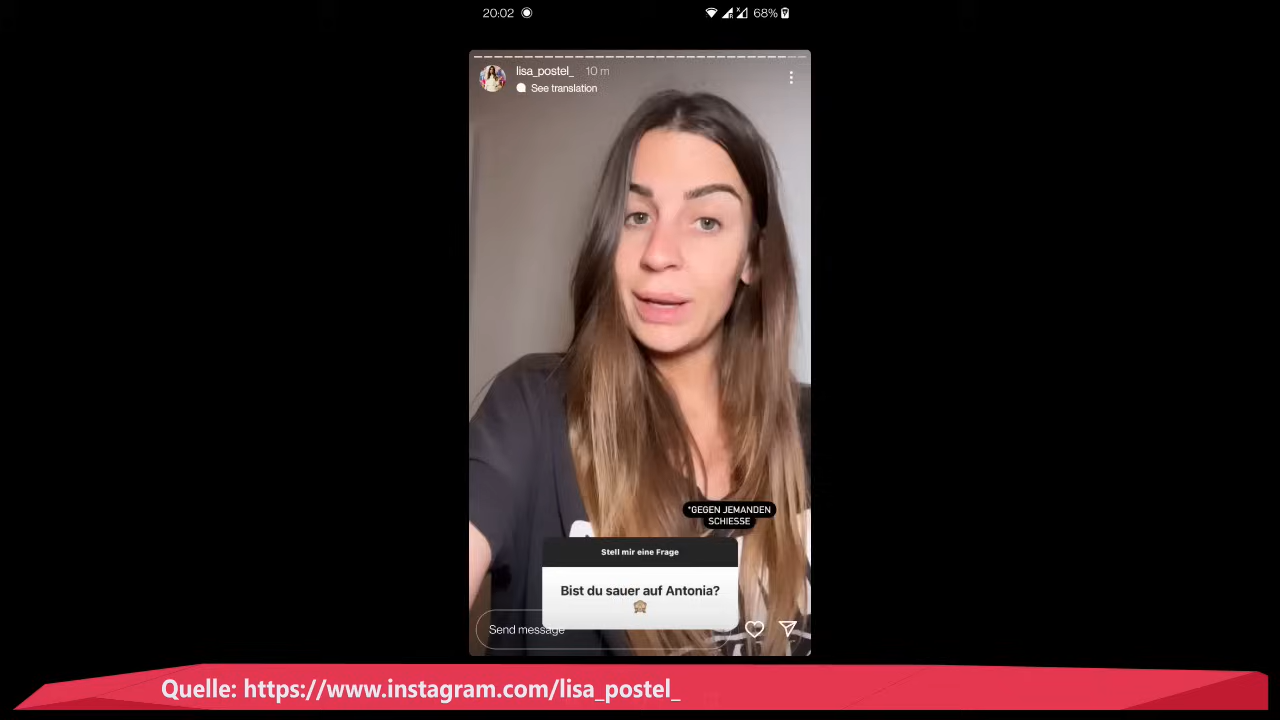 20:02
68%
lisa_postel_ 10 m
See translation
*GEGEN JEMANDEN
SCHIESSE
Stell mir eine Frage
Bist du sauer auf Antonia?
🙈
Send message
Quelle: https://www.instagram.com/lisa_postel_